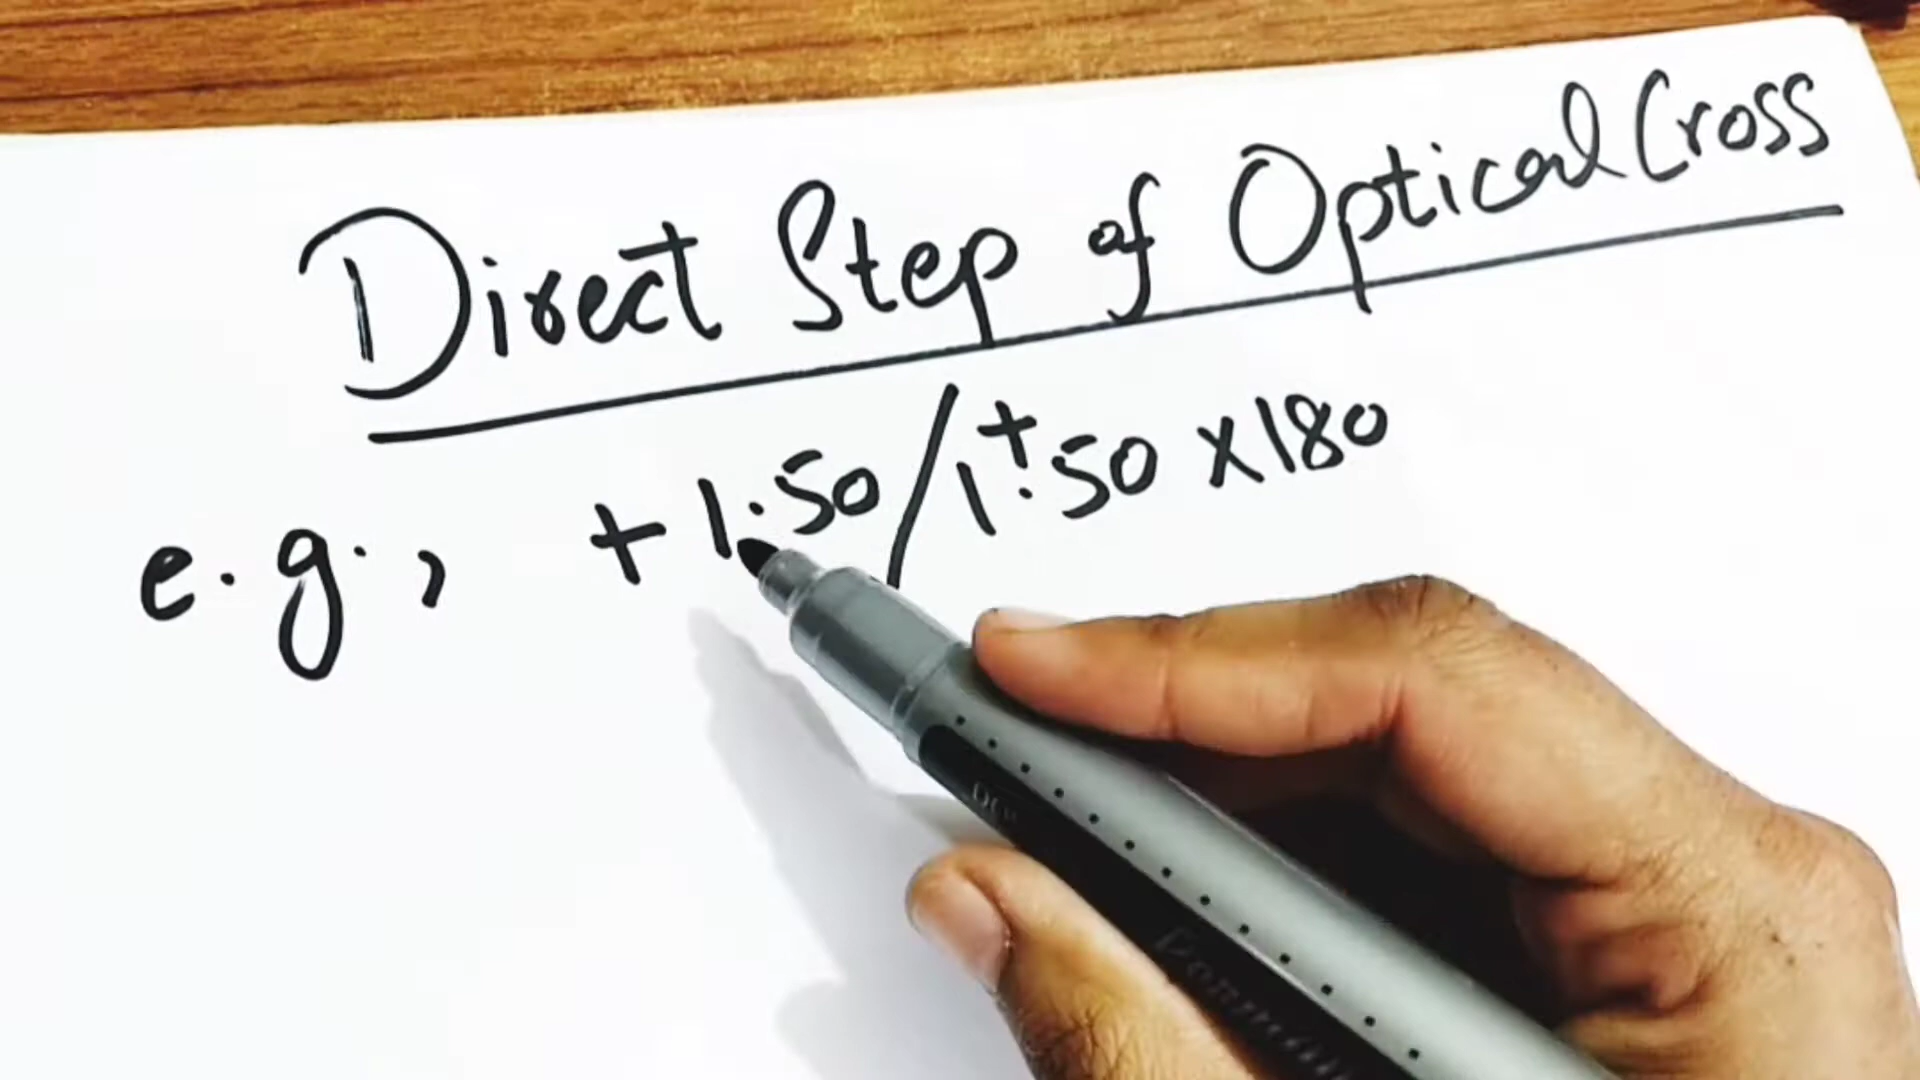 Direct Step of Optical Cross
e.g., +1.50/+1.50 x180